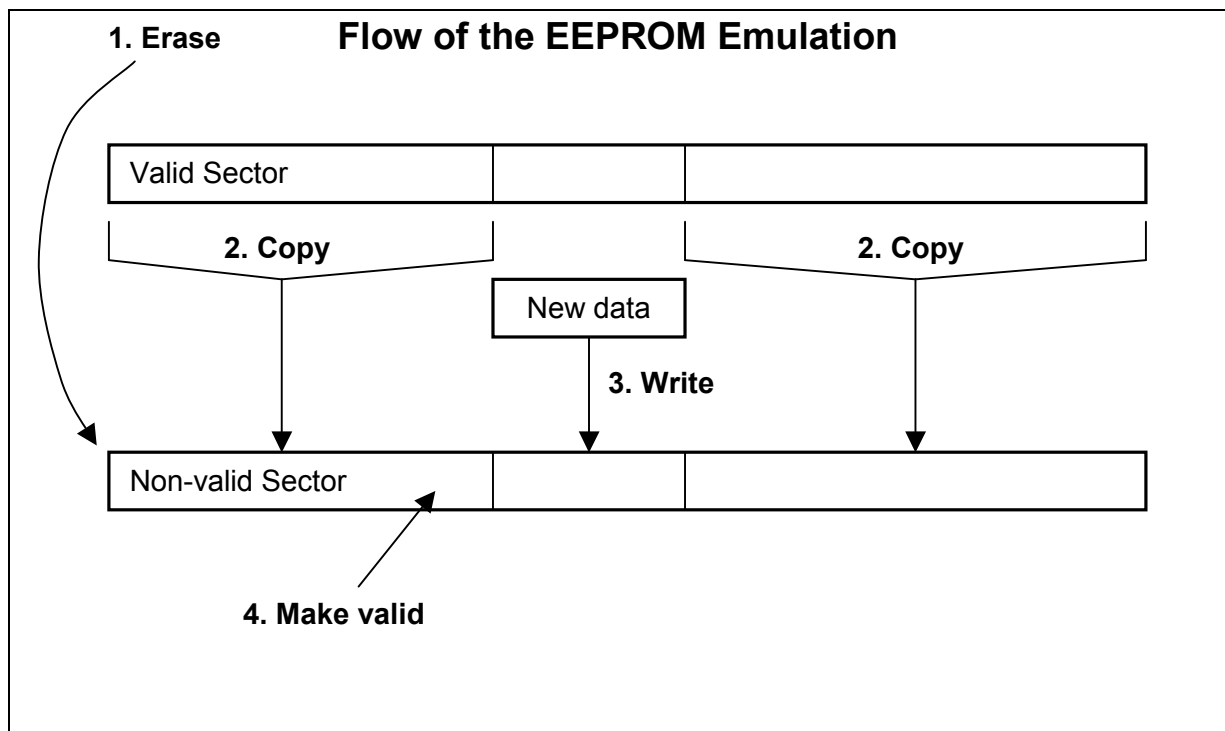 Flow of the EEPROM Emulation
1. Erase
Valid Sector
2. Copy
2. Copy
New data
3. Write
Non-valid Sector
4. Make valid